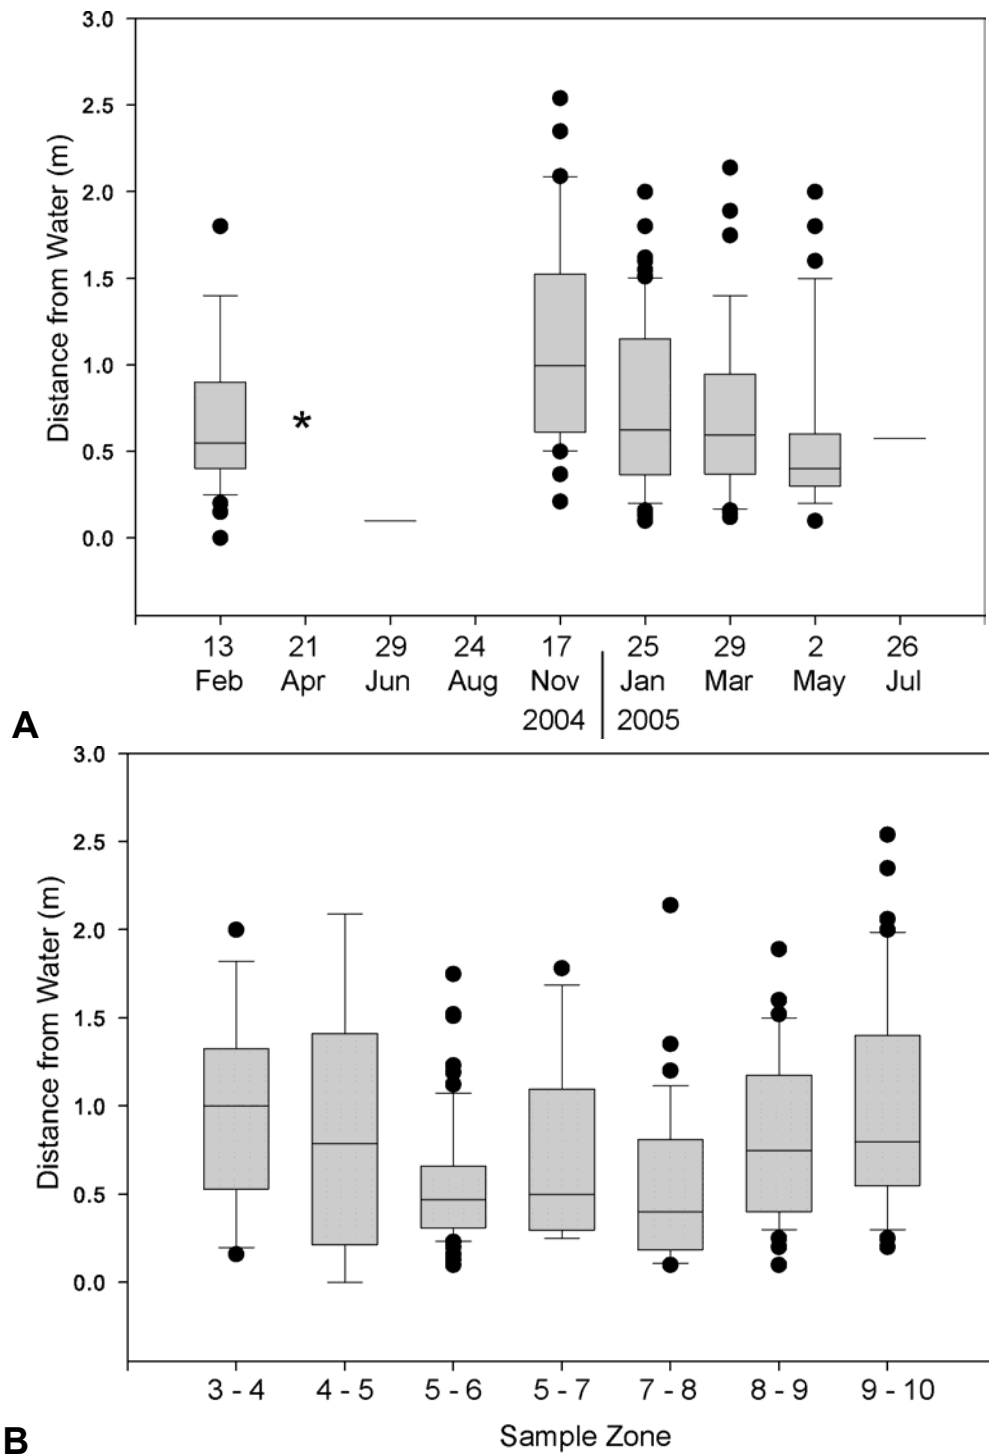 3.0
2.5
2.0
1.5
1.0
0.5
0.0
Distance from Water (m)
*
13 21 29 24 17 25 29 2 26
Feb Apr Jun Aug Nov Jan Mar May Jul
2004 2005
A
3.0
2.5
2.0
1.5
1.0
0.5
0.0
Distance from Water (m)
3 - 4 4 - 5 5 - 6 5 - 7 7 - 8 8 - 9 9 - 10
Sample Zone
B